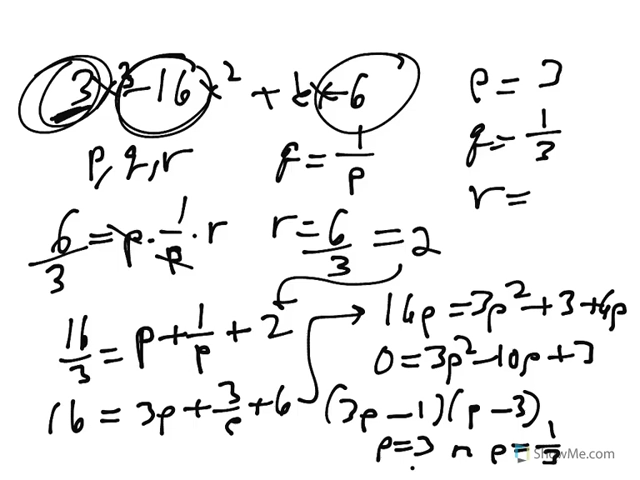 3x³ -16x² + kx -6
p = 3
p, q, r
q = 1/p
q = 1/3
r =
6/3 = p · 1/p · r
r = 6/3 = 2
16/3 = p + 1/p + 2
16p = 3p² + 3 + 6p
0 = 3p² - 10p + 3
16 = 3p + 3/p + 6
(3p - 1)(p - 3)
p = 3 n p = 1/3
ShowMe.com